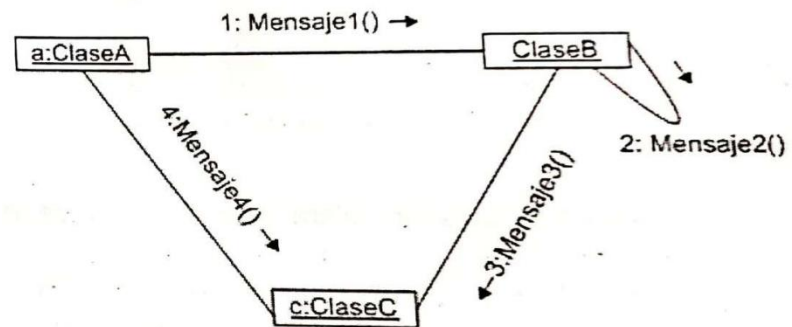 1: Mensaje1() →
a:ClaseA
ClaseB
4:Mensaje4() →
2: Mensaje2()
←3:Mensaje3()
c:ClaseC